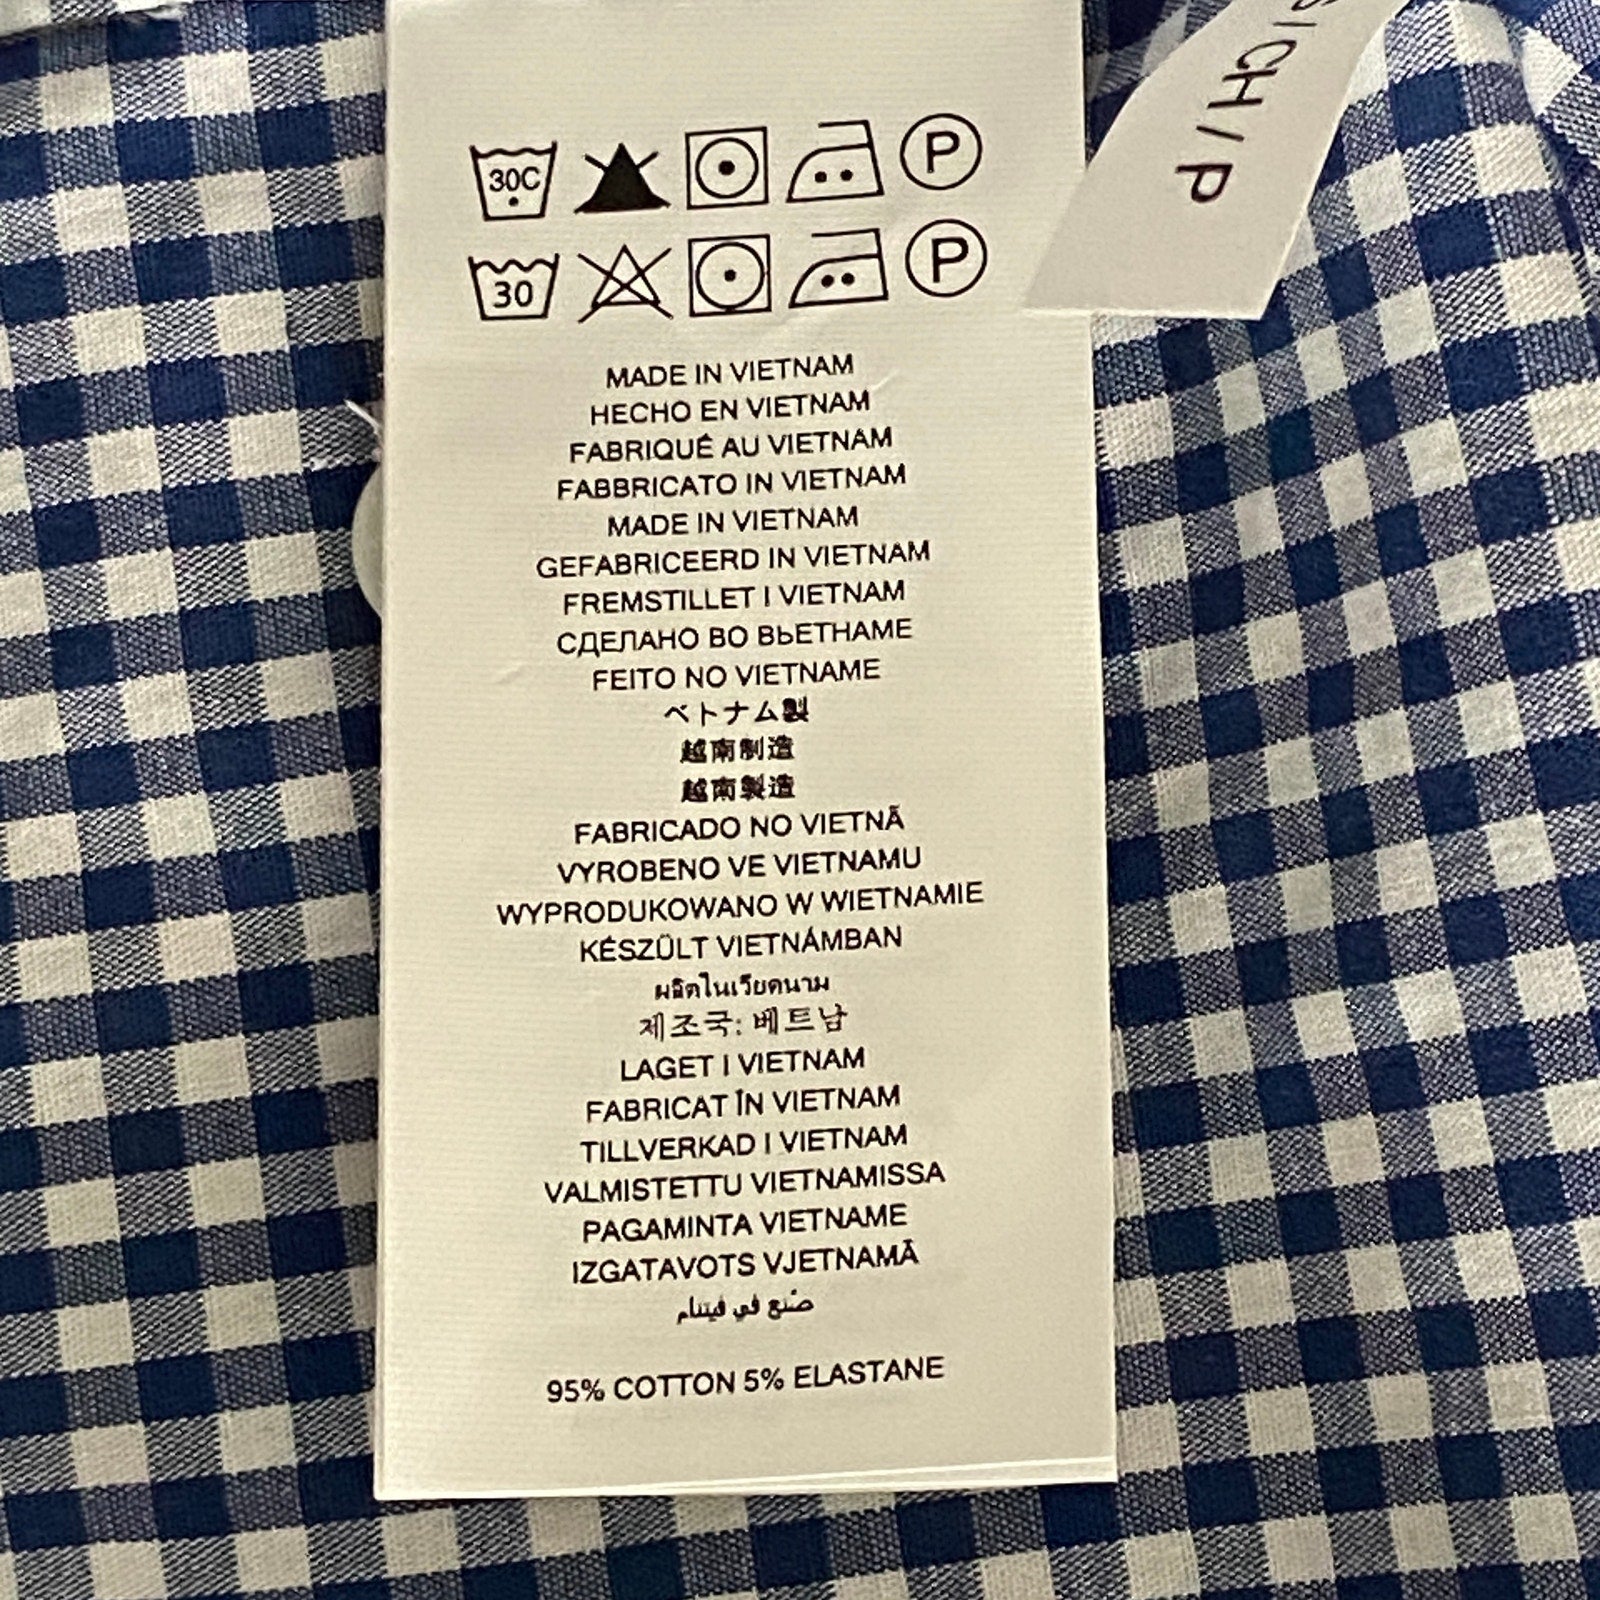 S/CH/P
30C P
30 P
MADE IN VIETNAM
HECHO EN VIETNAM
FABRIQUÉ AU VIETNAM
FABBRICATO IN VIETNAM
MADE IN VIETNAM
GEFABRICEERD IN VIETNAM
FREMSTILLET I VIETNAM
СДЕЛАНО ВО ВЬЕТНАМЕ
FEITO NO VIETNAME
ベトナム製
越南制造
越南製造
FABRICADO NO VIETNÃ
VYROBENO VE VIETNAMU
WYPRODUKOWANO W WIETNAMIE
KÉSZÜLT VIETNÁMBAN
ผลิตในเวียดนาม
제조국: 베트남
LAGET I VIETNAM
FABRICAT ÎN VIETNAM
TILLVERKAD I VIETNAM
VALMISTETTU VIETNAMISSA
PAGAMINTA VIETNAME
IZGATAVOTS VJETNAMĀ
صُنع في فيتنام
95% COTTON 5% ELASTANE